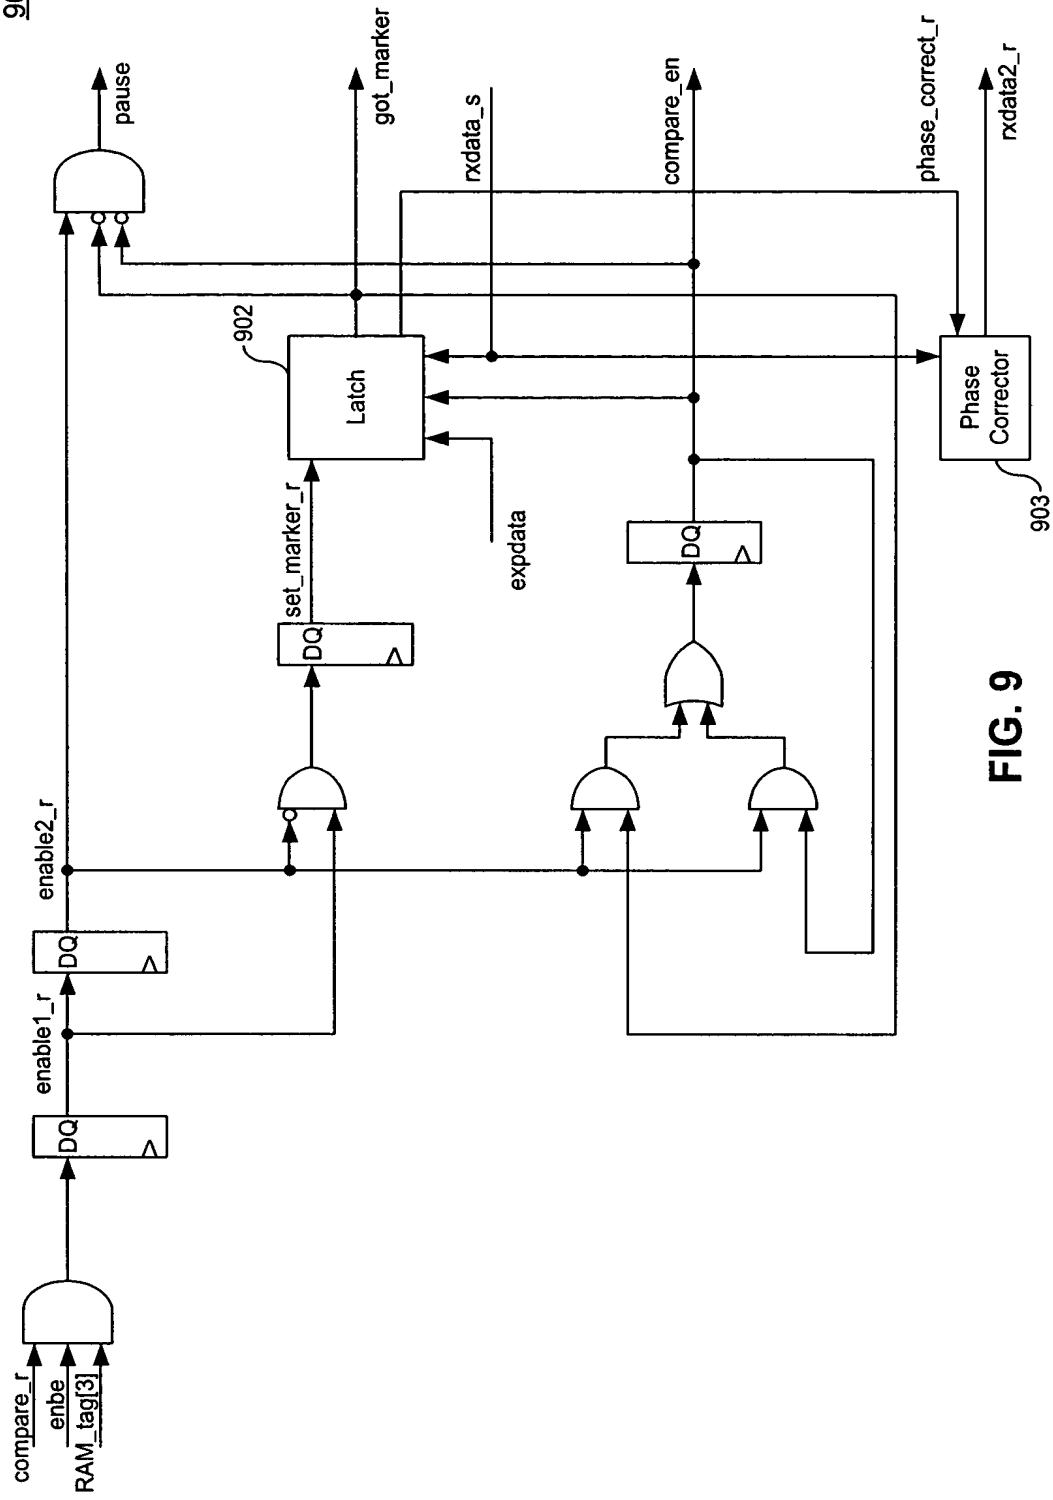 pause
got_marker
rxdata_s
compare_en
phase_correct_r
rxdata2_r
902
Latch
Phase
Corrector
903
set_marker_r
expdata
DQ
DQ
enable2_r
DQ
enable1_r
DQ
compare_r
enbe
RAM_tag[3]
FIG. 9